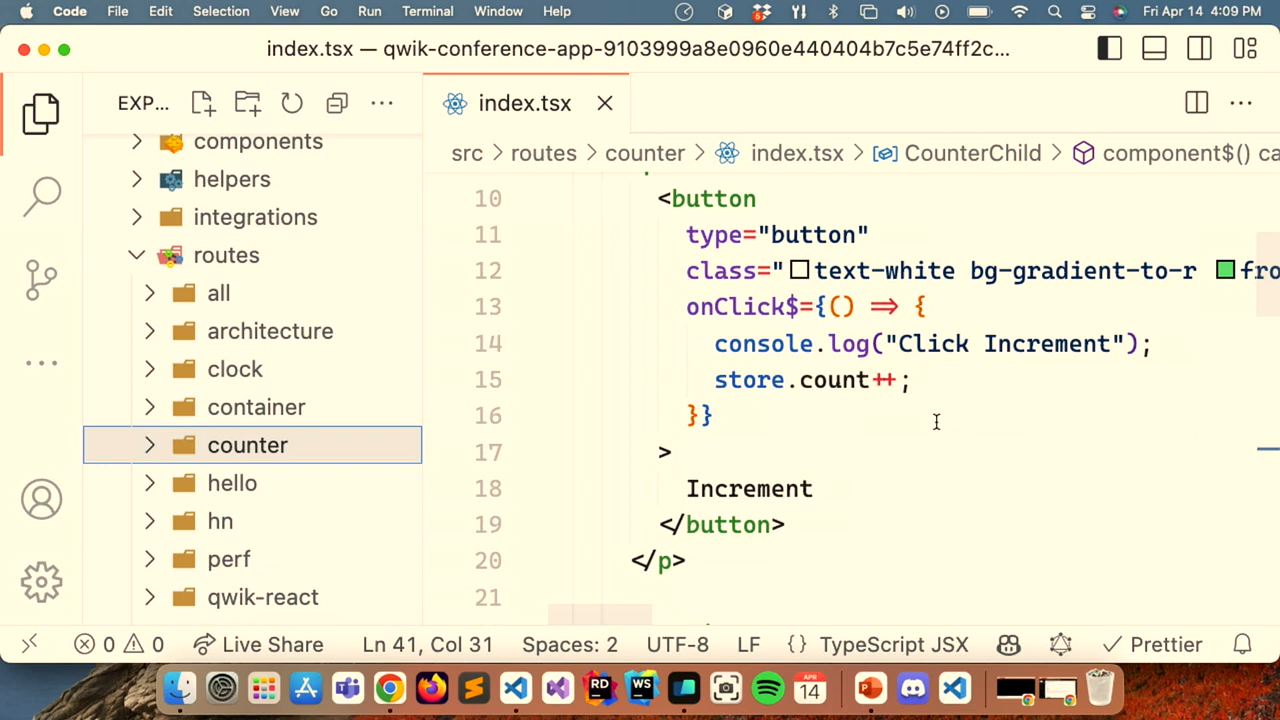 Code File Edit Selection View Go Run Terminal Window Help Fri Apr 14 4:09 PM
index.tsx — qwik-conference-app-9103999a8e0960e440404b7c5e74ff2c...
EXP...
index.tsx
components
helpers
integrations
routes
all
architecture
clock
container
counter
hello
hn
perf
qwik-react
src > routes > counter > index.tsx > CounterChild > component$() ca
10 <button
11 type="button"
12 class="text-white bg-gradient-to-r fro
13 onClick$={() => {
14 console.log("Click Increment");
15 store.count++;
16 }}
17 >
18 Increment
19 </button>
20 </p>
21
0 0 Live Share Ln 41, Col 31 Spaces: 2 UTF-8 LF {} TypeScript JSX Prettier
RD WS APR 14